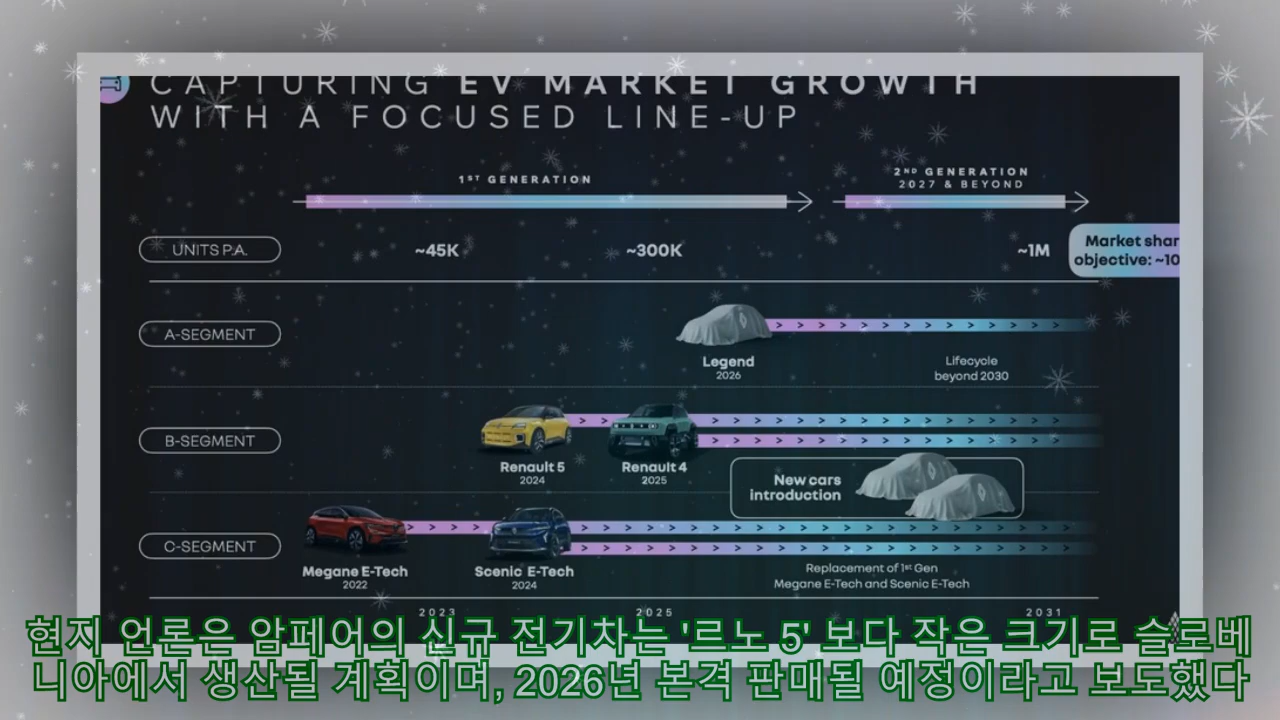 CAPTURING EV MARKET GROWTH
WITH A FOCUSED LINE-UP
1ST GENERATION
2ND GENERATION
2027 & BEYOND
UNITS P.A.
~45K
~300K
~1M
Market shar
objective: ~10
A-SEGMENT
Legend
2026
Lifecycle
beyond 2030
B-SEGMENT
Renault 5
2024
Renault 4
2025
New cars
introduction
C-SEGMENT
Megane E-Tech
2022
Scenic E-Tech
2024
Replacement of 1st Gen
Megane E-Tech and Scenic E-Tech
2023
2025
2031
현지 언론은 암페어의 신규 전기차는 '르노 5' 보다 작은 크기로 슬로베
니아에서 생산될 계획이며, 2026년 본격 판매될 예정이라고 보도했다